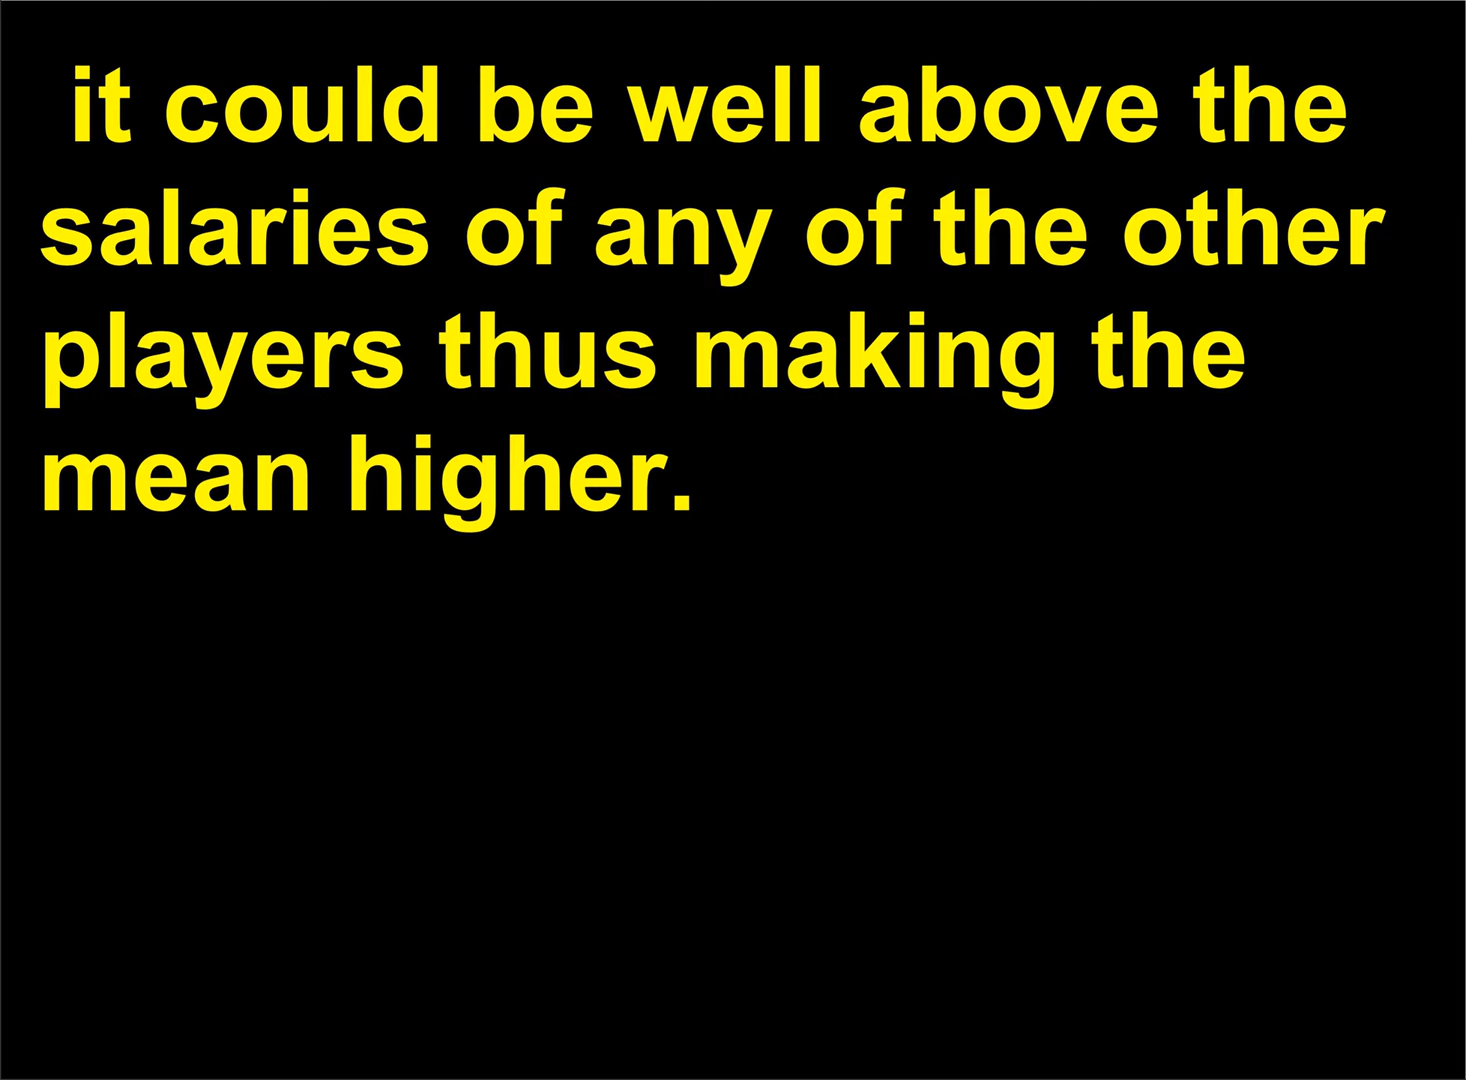 it could be well above the
salaries of any of the other
players thus making the
mean higher.